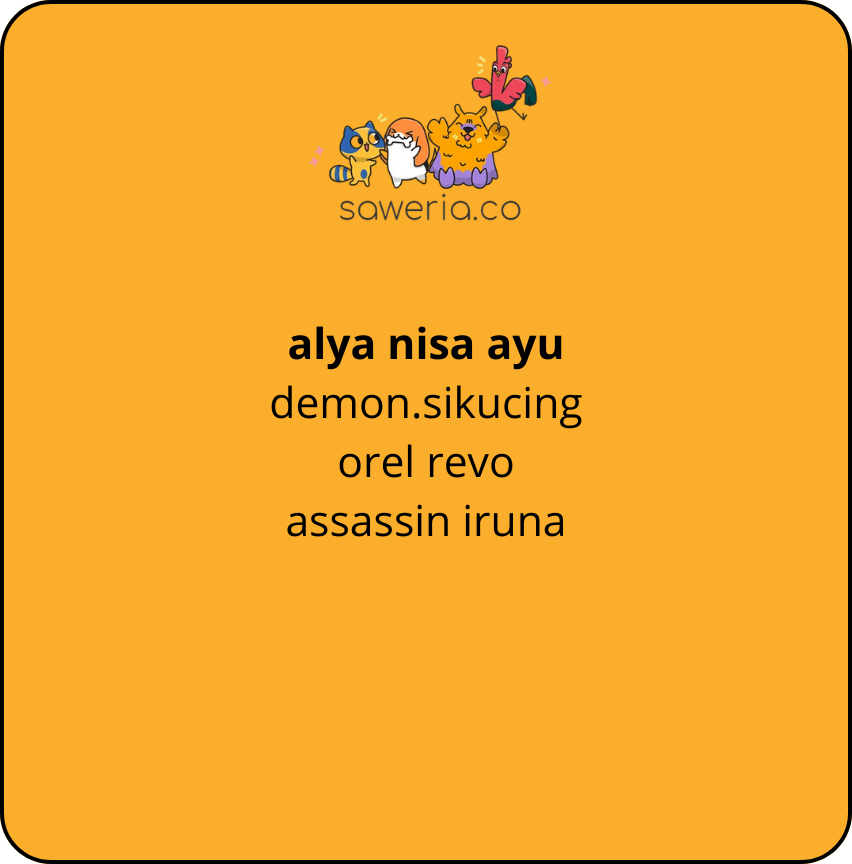 saweria.co
alya nisa ayu
demon.sikucing
orel revo
assassin iruna